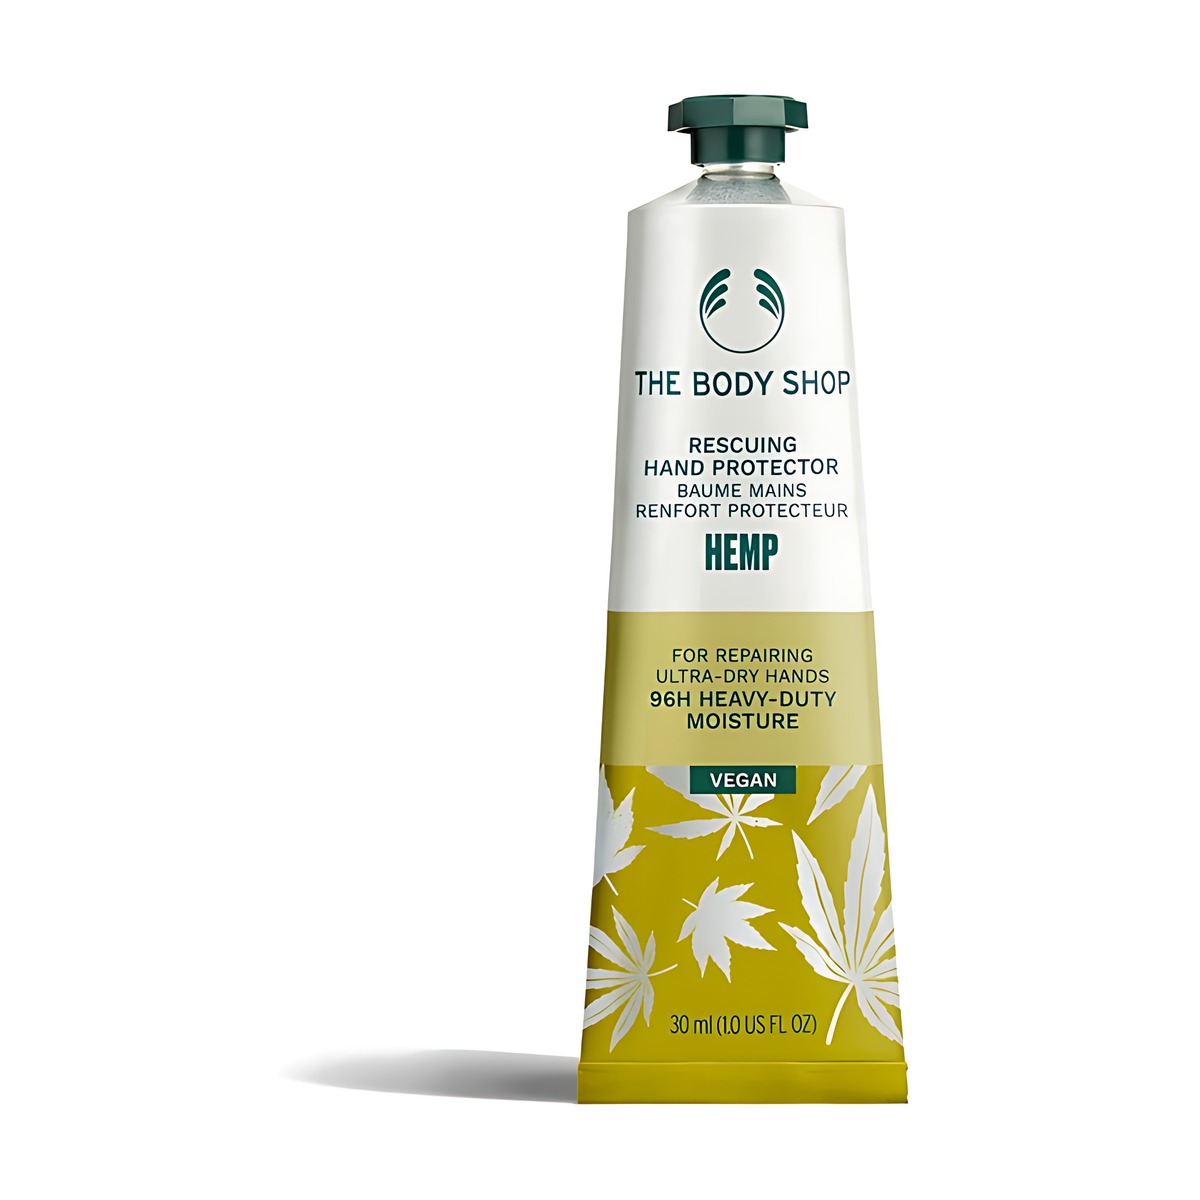 THE BODY SHOP
RESCUING
HAND PROTECTOR
BAUME MAINS
RENFORT PROTECTEUR
HEMP
FOR REPAIRING
ULTRA-DRY HANDS
96H HEAVY-DUTY
MOISTURE
VEGAN
30 ml (1.0 US FL OZ)